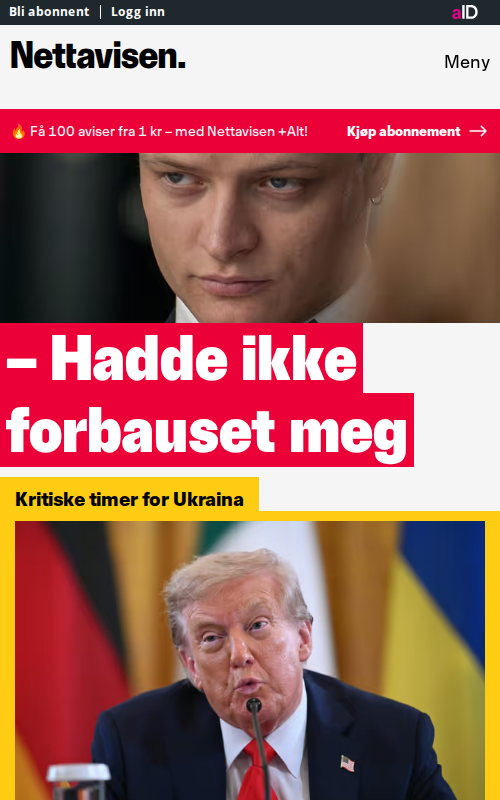 Bli abonnent | Logg inn
aID
Nettavisen.
Meny
🔥 Få 100 aviser fra 1 kr – med Nettavisen +Alt!
Kjøp abonnement →
– Hadde ikke
forbauset meg
Kritiske timer for Ukraina